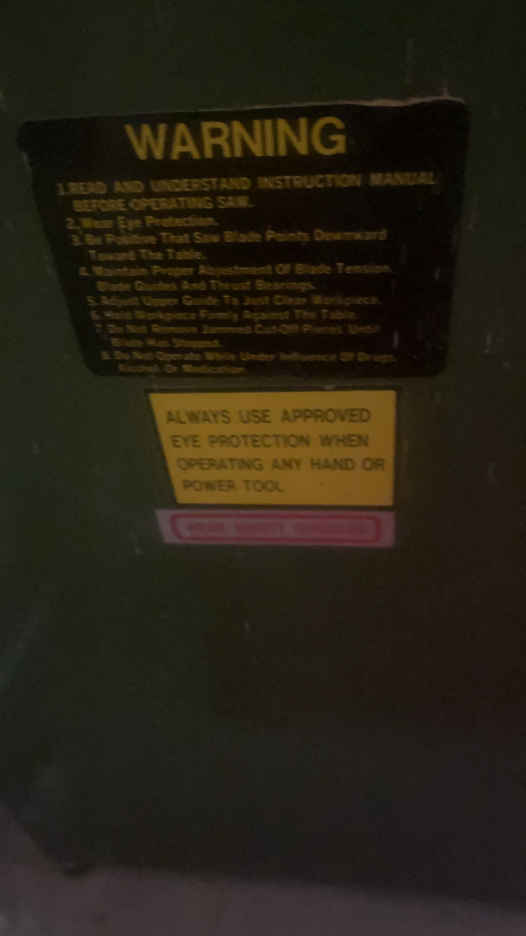 WARNING
1. READ AND UNDERSTAND INSTRUCTION MANUAL
BEFORE OPERATING SAW.
2. Wear Eye Protection.
3. Be Positive That Saw Blade Points Downward
Toward The Table.
4. Maintain Proper Adjustment Of Blade Tension,
Blade Guides And Thrust Bearings.
5. Adjust Upper Guide To Just Clear Workpiece.
6. Hold Workpiece Firmly Against The Table.
7. Do Not Remove Jammed Cut-Off Pieces Until
Blade Has Stopped.
8. Do Not Operate While Under Influence Of Drugs,
Alcohol Or Medication.
ALWAYS USE APPROVED
EYE PROTECTION WHEN
OPERATING ANY HAND OR
POWER TOOL